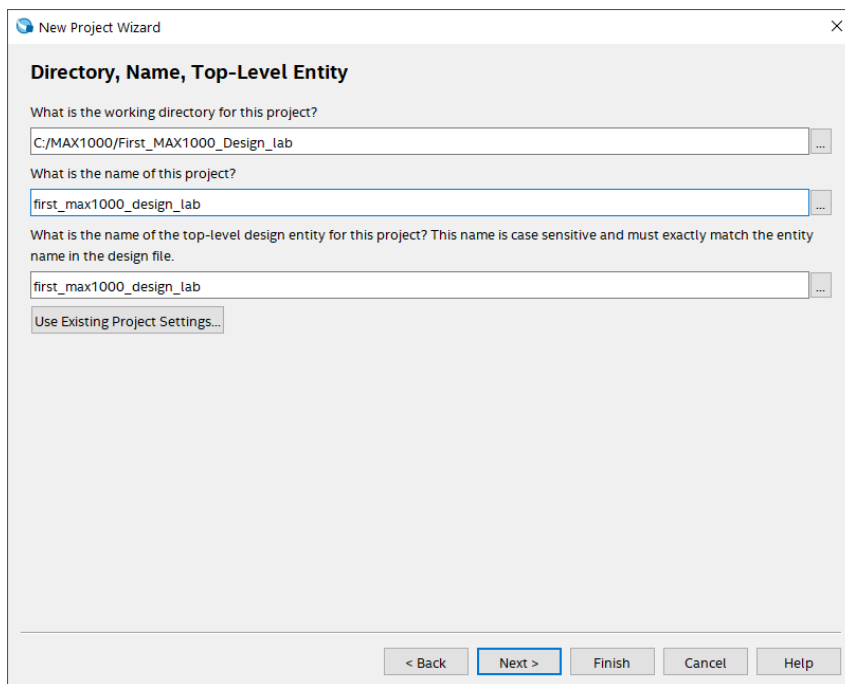 New Project Wizard
Directory, Name, Top-Level Entity
What is the working directory for this project?
C:/MAX1000/First_MAX1000_Design_lab
...
What is the name of this project?
first_max1000_design_lab
...
What is the name of the top-level design entity for this project? This name is case sensitive and must exactly match the entity
name in the design file.
first_max1000_design_lab
...
Use Existing Project Settings...
< Back Next > Finish Cancel Help